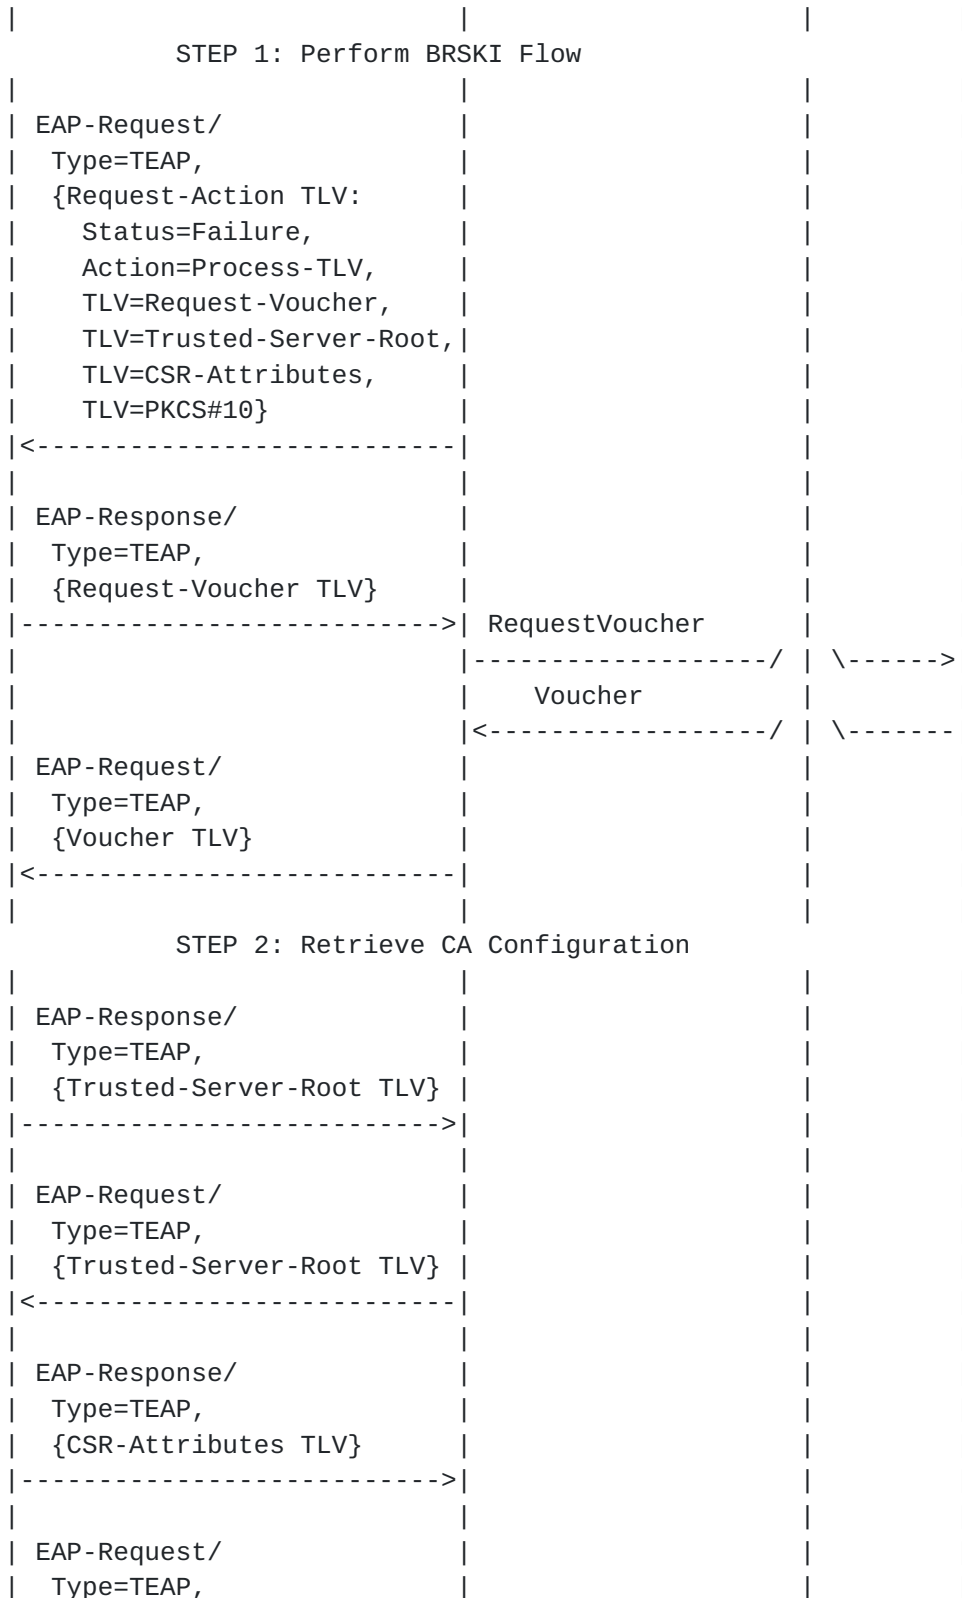 |                            |                     |
          STEP 1: Perform BRSKI Flow
|                            |                     |
| EAP-Request/               |                     |
|  Type=TEAP,                |                     |
|  {Request-Action TLV:      |                     |
|    Status=Failure,         |                     |
|    Action=Process-TLV,     |                     |
|    TLV=Request-Voucher,    |                     |
|    TLV=Trusted-Server-Root,|                     |
|    TLV=CSR-Attributes,     |                     |
|    TLV=PKCS#10}            |                     |
|<---------------------------|                     |
|                            |                     |
| EAP-Response/              |                     |
|  Type=TEAP,                |                     |
|  {Request-Voucher TLV}     |                     |
|--------------------------->| RequestVoucher      |
|                            |-------------------/ | \------>
|                            |    Voucher          |
|                            |<------------------/ | \-------
| EAP-Request/               |                     |
|  Type=TEAP,                |                     |
|  {Voucher TLV}             |                     |
|<---------------------------|                     |
|                            |                     |
          STEP 2: Retrieve CA Configuration
|                            |                     |
| EAP-Response/              |                     |
|  Type=TEAP,                |                     |
|  {Trusted-Server-Root TLV} |                     |
|--------------------------->|                     |
|                            |                     |
| EAP-Request/               |                     |
|  Type=TEAP,                |                     |
|  {Trusted-Server-Root TLV} |                     |
|<---------------------------|                     |
|                            |                     |
| EAP-Response/              |                     |
|  Type=TEAP,                |                     |
|  {CSR-Attributes TLV}      |                     |
|--------------------------->|                     |
|                            |                     |
| EAP-Request/               |                     |
|  Type=TEAP,                |                     |